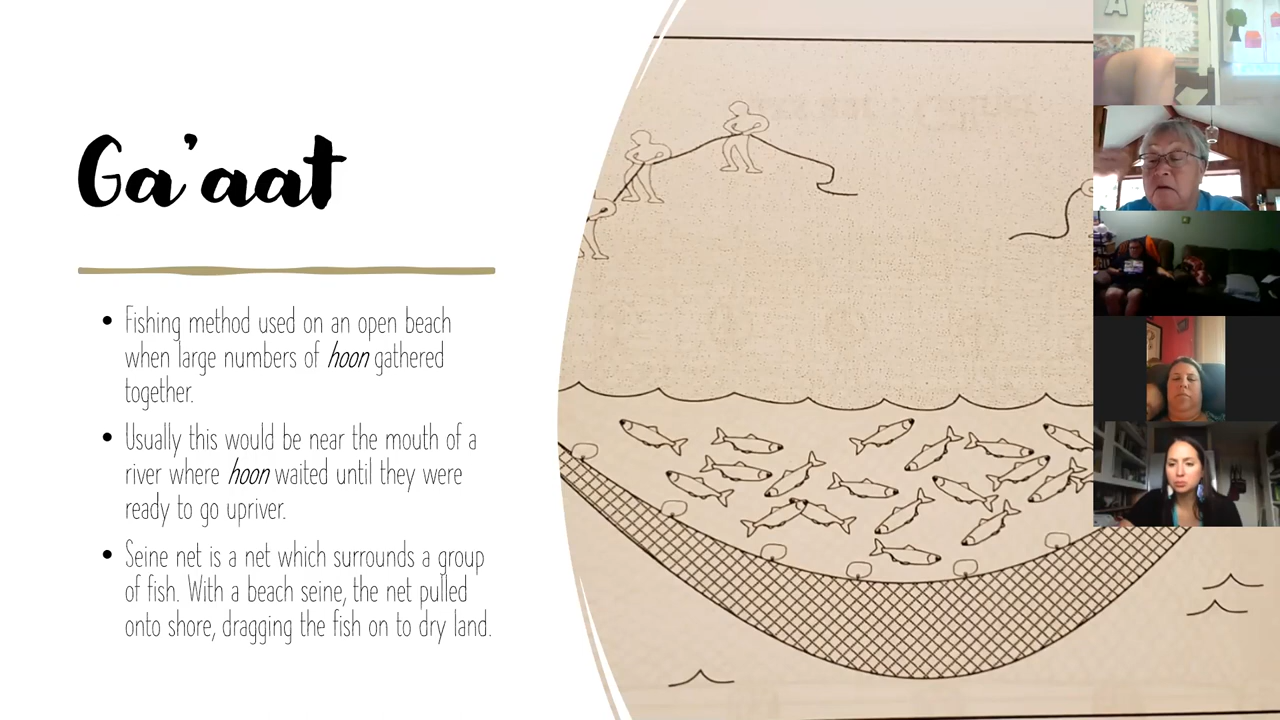 Ga'aat
• Fishing method used on an open beach
when large numbers of hoon gathered
together.
• Usually this would be near the mouth of a
river where hoon waited until they were
ready to go upriver.
• Seine net is a net which surrounds a group
of fish. With a beach seine, the net pulled
onto shore, dragging the fish on to dry land.
A